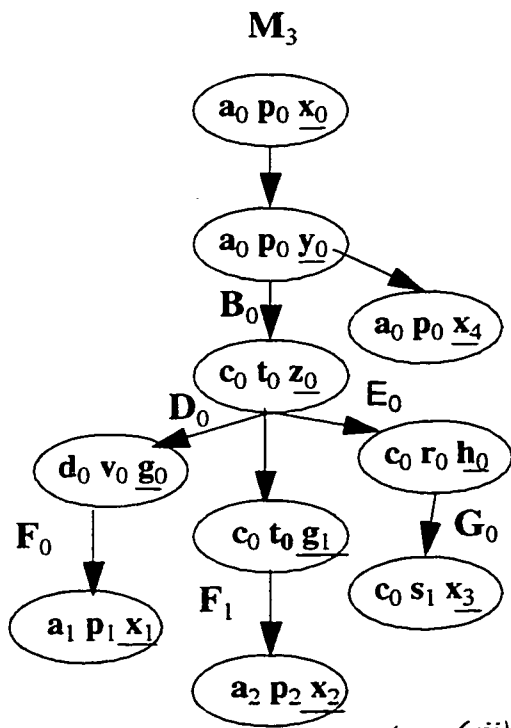 M₃
a₀ p₀ x₀
a₀ p₀ y₀
B₀
a₀ p₀ x₄
c₀ t₀ z₀
D₀
E₀
d₀ v₀ g₀
c₀ r₀ h₀
F₀
c₀ t₀ g₁
G₀
c₀ s₁ x₃
a₁ p₁ x₁
F₁
a₂ p₂ x₂